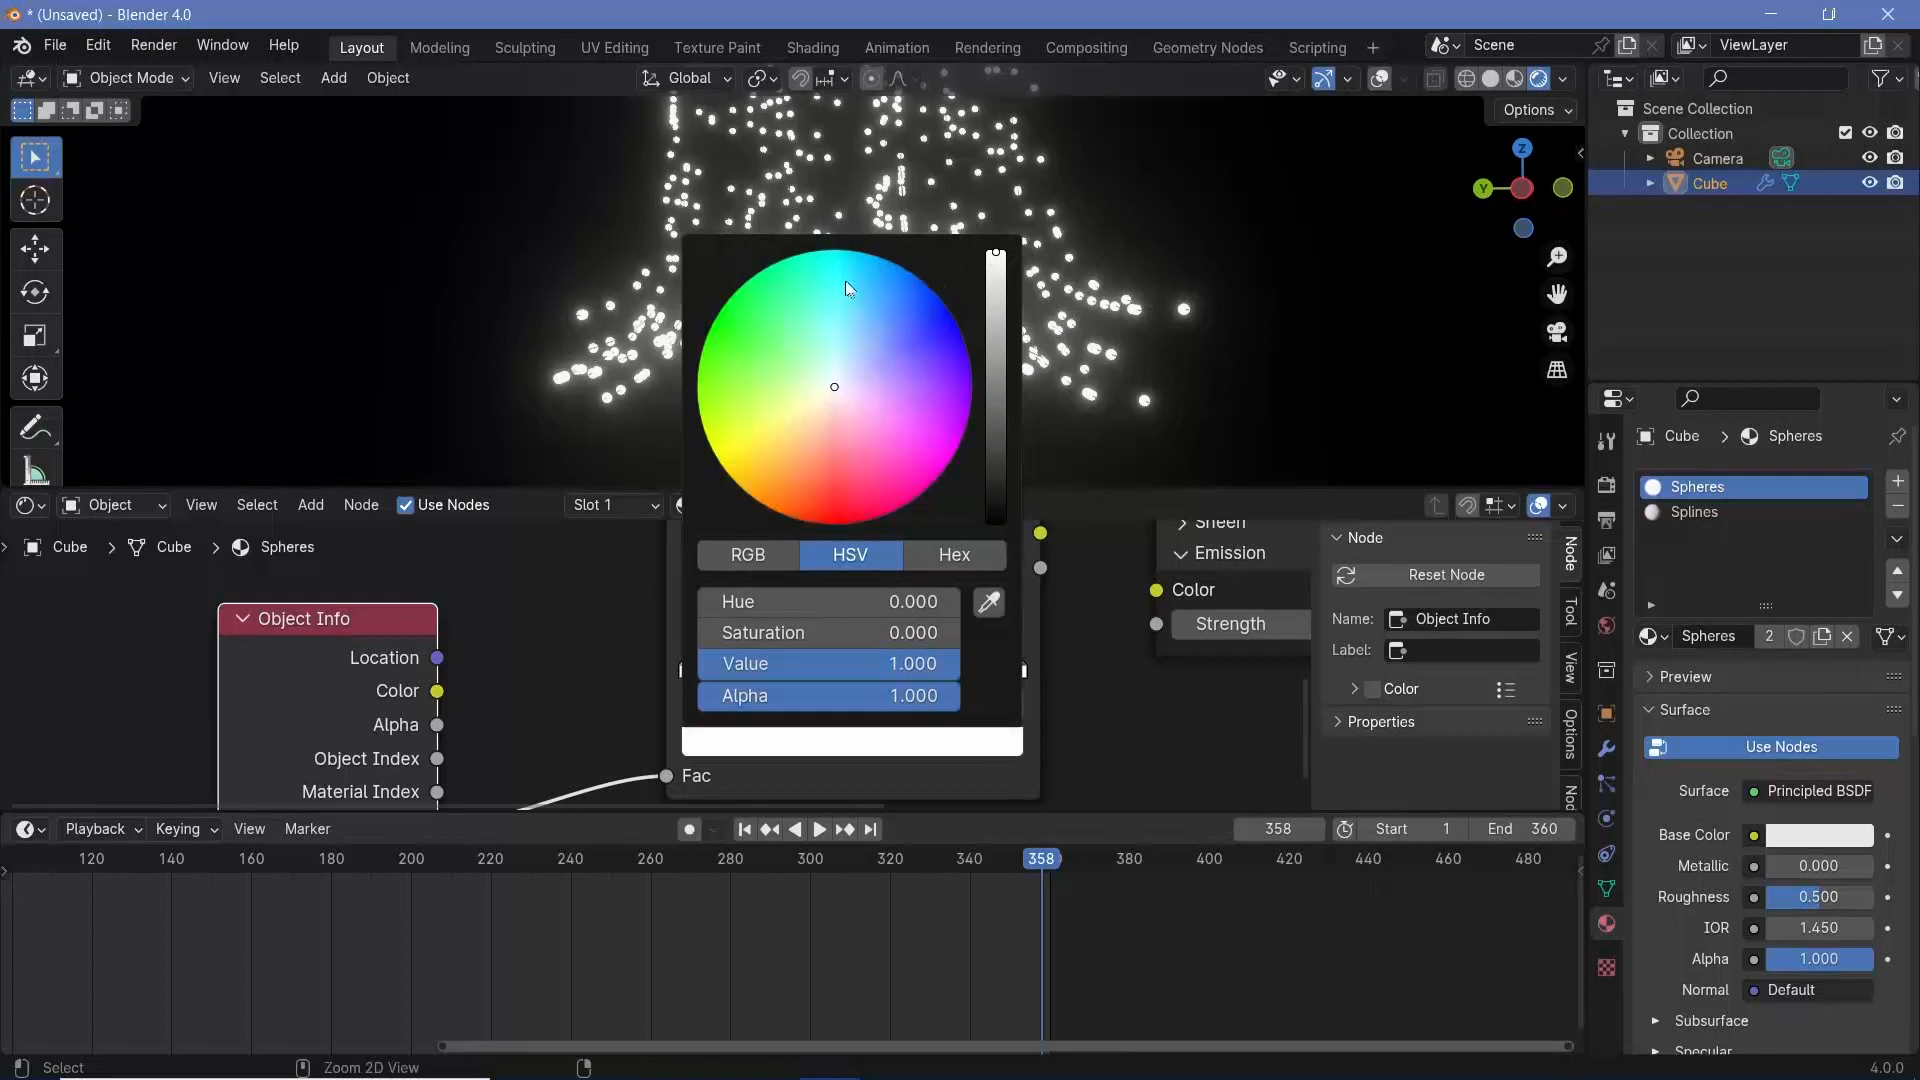 * (Unsaved) - Blender 4.0
File Edit Render Window Help
Layout Modeling Sculpting UV Editing Texture Paint Shading Animation Rendering Compositing Geometry Nodes Scripting +
Scene
ViewLayer
Object Mode View Select Add Object
Global
Options
Scene Collection
Collection
Camera
Cube
Z
Y
RGB HSV Hex
Hue 0.000
Saturation 0.000
Value 1.000
Alpha 1.000
Fac
Object View Select Add Node Use Nodes Slot 1
Cube > Cube > Spheres
Object Info
Location
Color
Alpha
Object Index
Material Index
Sheen
Emission
Color
Strength
Node
Reset Node
Name: Object Info
Label:
Color
Properties
Node
Tool
View
Options
Nod
Cube > Spheres
Spheres
Splines
Spheres 2
Preview
Surface
Use Nodes
Surface Principled BSDF
Base Color
Metallic 0.000
Roughness 0.500
IOR 1.450
Alpha 1.000
Normal Default
Subsurface
Specular
Playback Keying View Marker
358 Start 1 End 360
120 140 160 180 200 220 240 260 280 300 320 340 358 380 400 420 440 460 480
Select Zoom 2D View
4.0.0